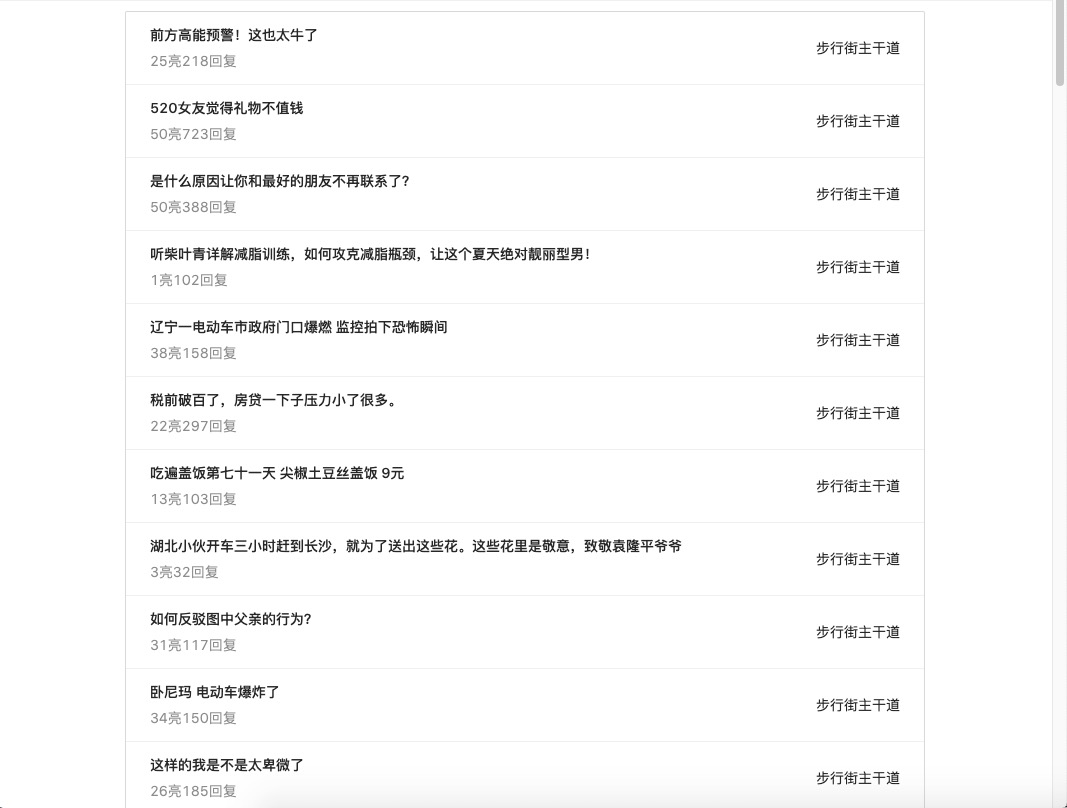 前方高能预警！这也太牛了
25亮218回复
步行街主干道
520女友觉得礼物不值钱
50亮723回复
步行街主干道
是什么原因让你和最好的朋友不再联系了?
50亮388回复
步行街主干道
听柴叶青详解减脂训练，如何攻克减脂瓶颈，让这个夏天绝对靓丽型男！
1亮102回复
步行街主干道
辽宁一电动车市政府门口爆燃 监控拍下恐怖瞬间
38亮158回复
步行街主干道
税前破百了，房贷一下子压力小了很多。
22亮297回复
步行街主干道
吃遍盖饭第七十一天 尖椒土豆丝盖饭 9元
13亮103回复
步行街主干道
湖北小伙开车三小时赶到长沙，就为了送出这些花。这些花里是敬意，致敬袁隆平爷爷
3亮32回复
步行街主干道
如何反驳图中父亲的行为?
31亮117回复
步行街主干道
卧尼玛 电动车爆炸了
34亮150回复
步行街主干道
这样的我是不是太卑微了
26亮185回复
步行街主干道